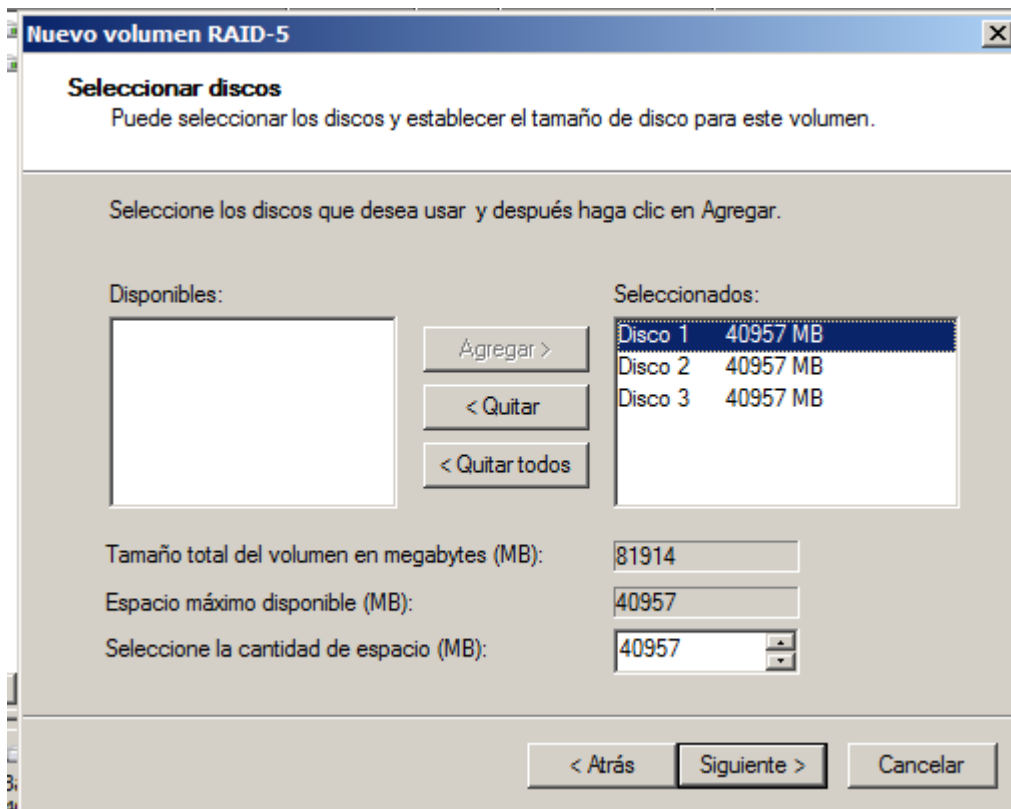 Nuevo volumen RAID-5
Seleccionar discos
Puede seleccionar los discos y establecer el tamaño de disco para este volumen.
Seleccione los discos que desea usar y después haga clic en Agregar.
Disponibles:
Seleccionados:
Agregar >
< Quitar
< Quitar todos
Disco 1 40957 MB
Disco 2 40957 MB
Disco 3 40957 MB
Tamaño total del volumen en megabytes (MB): 81914
Espacio máximo disponible (MB): 40957
Seleccione la cantidad de espacio (MB): 40957
< Atrás Siguiente > Cancelar